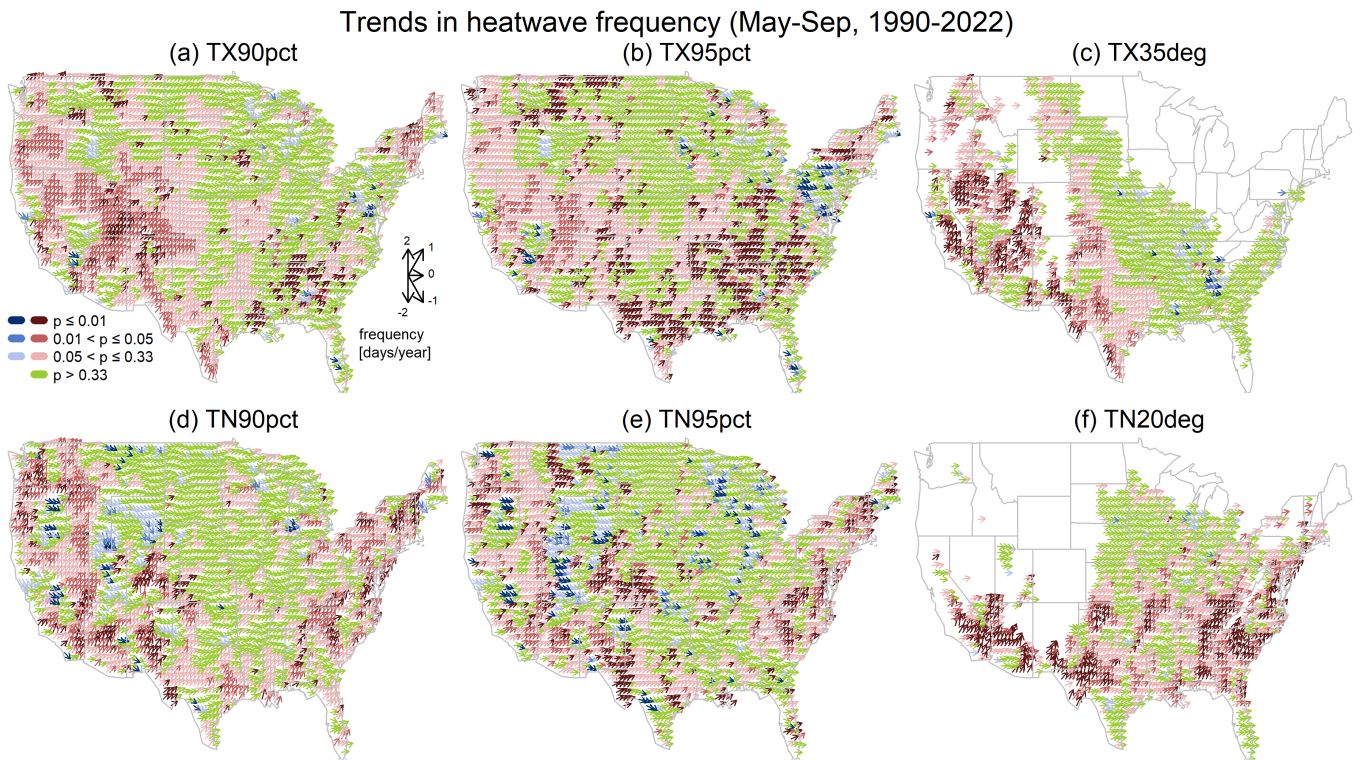 Trends in heatwave frequency (May-Sep, 1990-2022)
(a) TX90pct
(b) TX95pct
(c) TX35deg
2
1
0
-1
-2
frequency
[days/year]
p ≤ 0.01
0.01 < p ≤ 0.05
0.05 < p ≤ 0.33
p > 0.33
(d) TN90pct
(e) TN95pct
(f) TN20deg